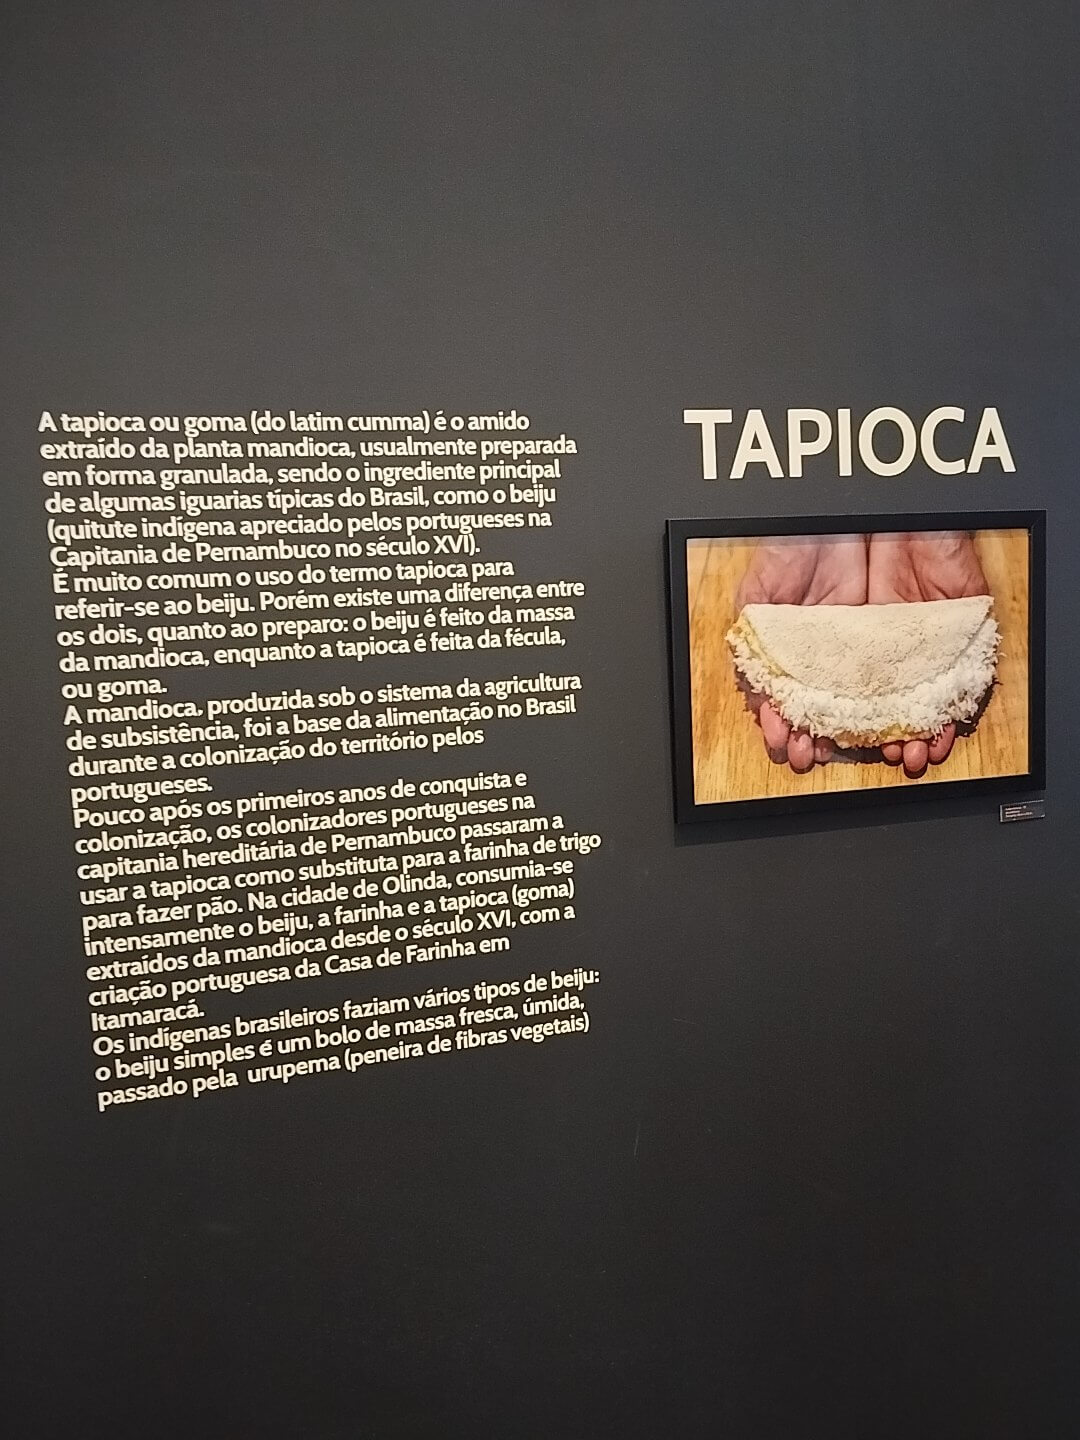 A tapioca ou goma (do latim cumma) é o amido
extraído da planta mandioca, usualmente preparada
em forma granulada, sendo o ingrediente principal
de algumas iguarias típicas do Brasil, como o beiju
(quitute indígena apreciado pelos portugueses na
Capitania de Pernambuco no século XVI).
É muito comum o uso do termo tapioca para
referir-se ao beiju. Porém existe uma diferença entre
os dois, quanto ao preparo: o beiju é feito da massa
da mandioca, enquanto a tapioca é feita da fécula,
ou goma.
A mandioca, produzida sob o sistema da agricultura
de subsistência, foi a base da alimentação no Brasil
durante a colonização do território pelos
portugueses.
Pouco após os primeiros anos de conquista e
colonização, os colonizadores portugueses na
capitania hereditária de Pernambuco passaram a
usar a tapioca como substituta para a farinha de trigo
para fazer pão. Na cidade de Olinda, consumia-se
intensamente o beiju, a farinha e a tapioca (goma)
extraídos da mandioca desde o século XVI, com a
criação portuguesa da Casa de Farinha em
Itamaracá.
Os indígenas brasileiros faziam vários tipos de beiju:
o beiju simples é um bolo de massa fresca, úmida,
passado pela urupema (peneira de fibras vegetais)
TAPIOCA